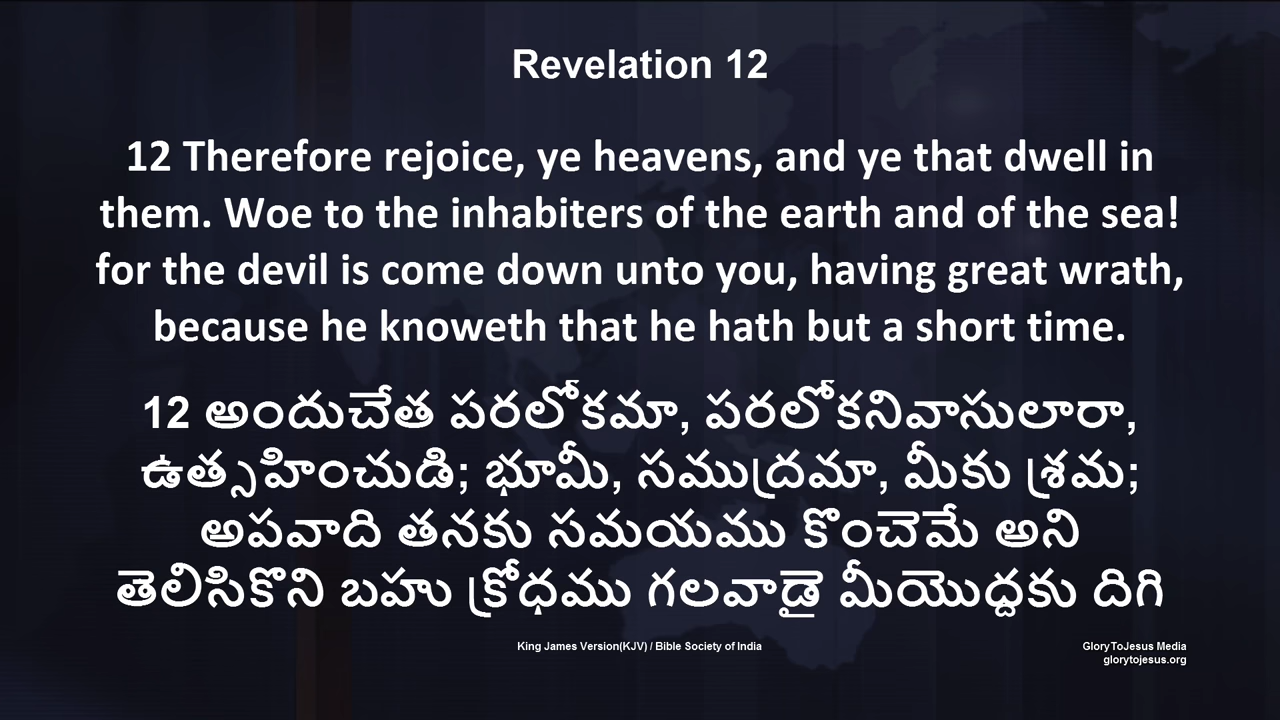 Revelation 12
12 Therefore rejoice, ye heavens, and ye that dwell in
them. Woe to the inhabiters of the earth and of the sea!
for the devil is come down unto you, having great wrath,
because he knoweth that he hath but a short time.
12 అందుచేత పరలోకమా, పరలోకనివాసులారా,
ఉత్సహించుడి; భూమీ, సముద్రమా, మీకు శ్రమ;
అపవాది తనకు సమయము కొంచెమే అని
తెలిసికొని బహు క్రోధము గలవాడై మీయొద్దకు దిగి
King James Version(KJV) / Bible Society of India
GloryToJesus Media
glorytojesus.org